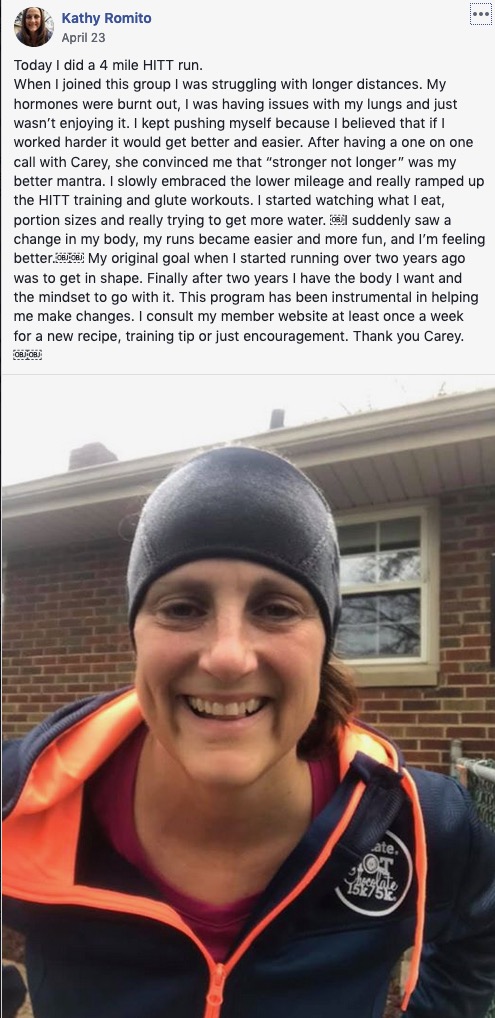 Kathy Romito
April 23
Today I did a 4 mile HITT run.
When I joined this group I was struggling with longer distances. My
hormones were burnt out, I was having issues with my lungs and just
wasn’t enjoying it. I kept pushing myself because I believed that if I
worked harder it would get better and easier. After having a one on one
call with Carey, she convinced me that “stronger not longer” was my
better mantra. I slowly embraced the lower mileage and really ramped up
the HITT training and glute workouts. I started watching what I eat,
portion sizes and really trying to get more water. I suddenly saw a
change in my body, my runs became easier and more fun, and I’m feeling
better. My original goal when I started running over two years ago
was to get in shape. Finally after two years I have the body I want and
the mindset to go with it. This program has been instrumental in helping
me make changes. I consult my member website at least once a week
for a new recipe, training tip or just encouragement. Thank you Carey.
ate.
HOT
Chocolate
15k/5k